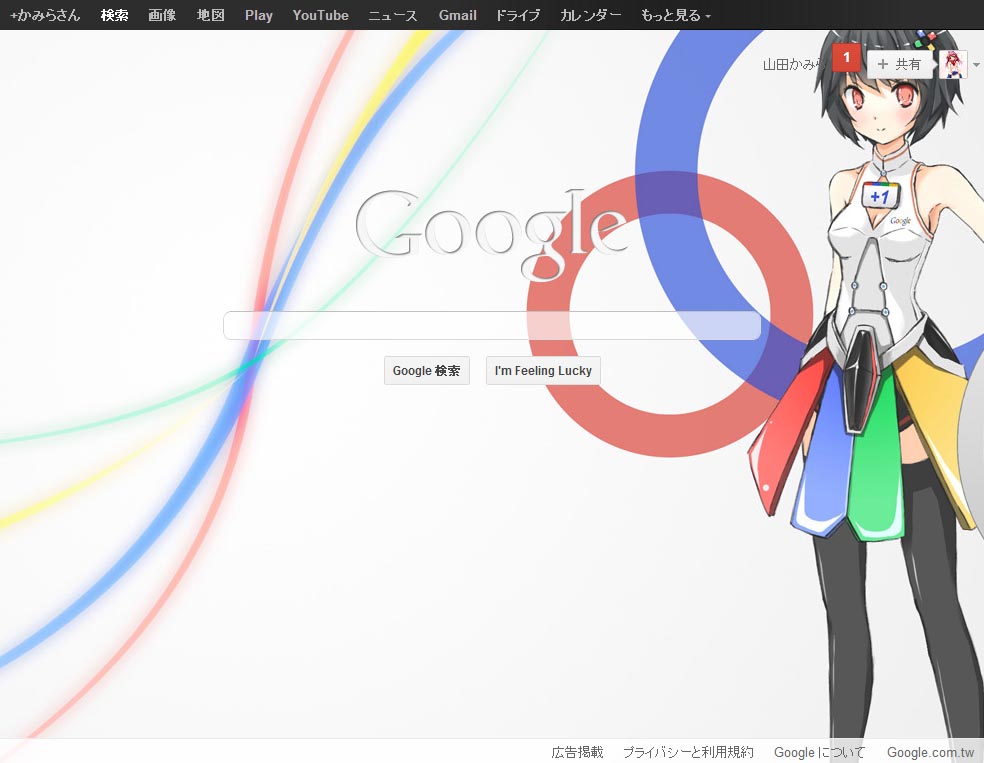 +かみらさん 検索 画像 地図 Play YouTube ニュース Gmail ドライブ カレンダー もっと見る
山田かみ 1 + 共有
+1
Google
Google
Google 検索 I'm Feeling Lucky
広告掲載 プライバシーと利用規約 Google について Google.com.tw